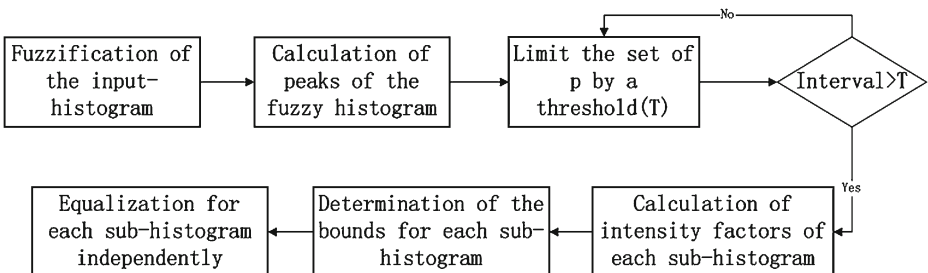 No
Fuzzification of
the input-
histogram
Calculation of
peaks of the
fuzzy histogram
Limit the set of
p by a
threshold(T)
Interval>T
Yes
Equalization for
each sub-histogram
independently
Determination of the
bounds for each sub-
histogram
Calculation of
intensity factors of
each sub-histogram